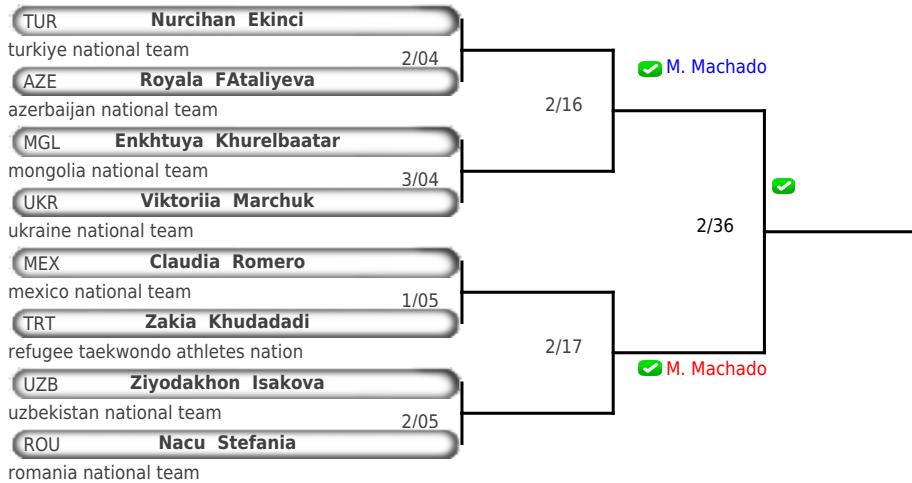 TUR Nurcihan Ekinci
turkiye national team
2/04
AZE Royala FAtaliyeva
azerbaijan national team
2/16
M. Machado
MGL Enkhtuya Khurelbaatar
mongolia national team
3/04
UKR Viktoriia Marchuk
ukraine national team
2/36
MEX Claudia Romero
mexico national team
1/05
TRT Zakia Khudadadi
refugee taekwondo athletes nation
2/17
M. Machado
UZB Ziyodakhon Isakova
uzbekistan national team
2/05
ROU Nacu Stefania
romania national team